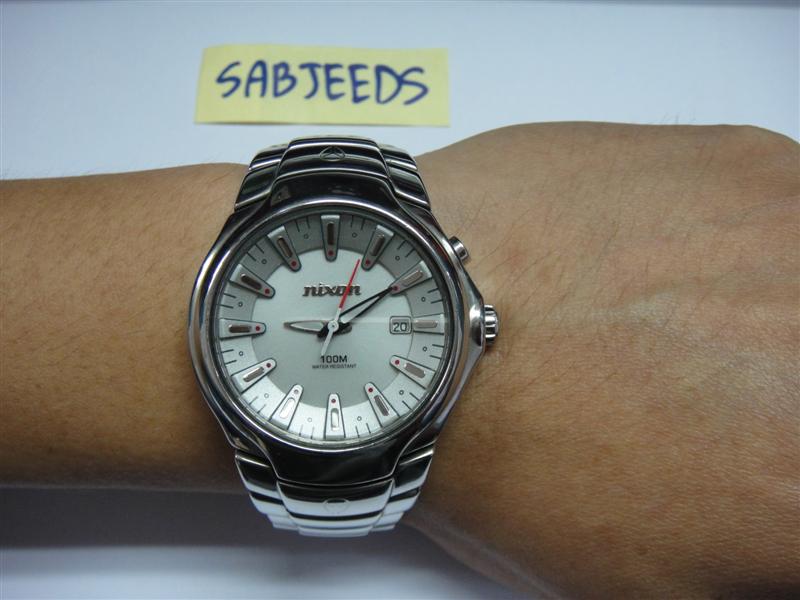 SABJEEDS
nixon
20
100M
WATER RESISTANT